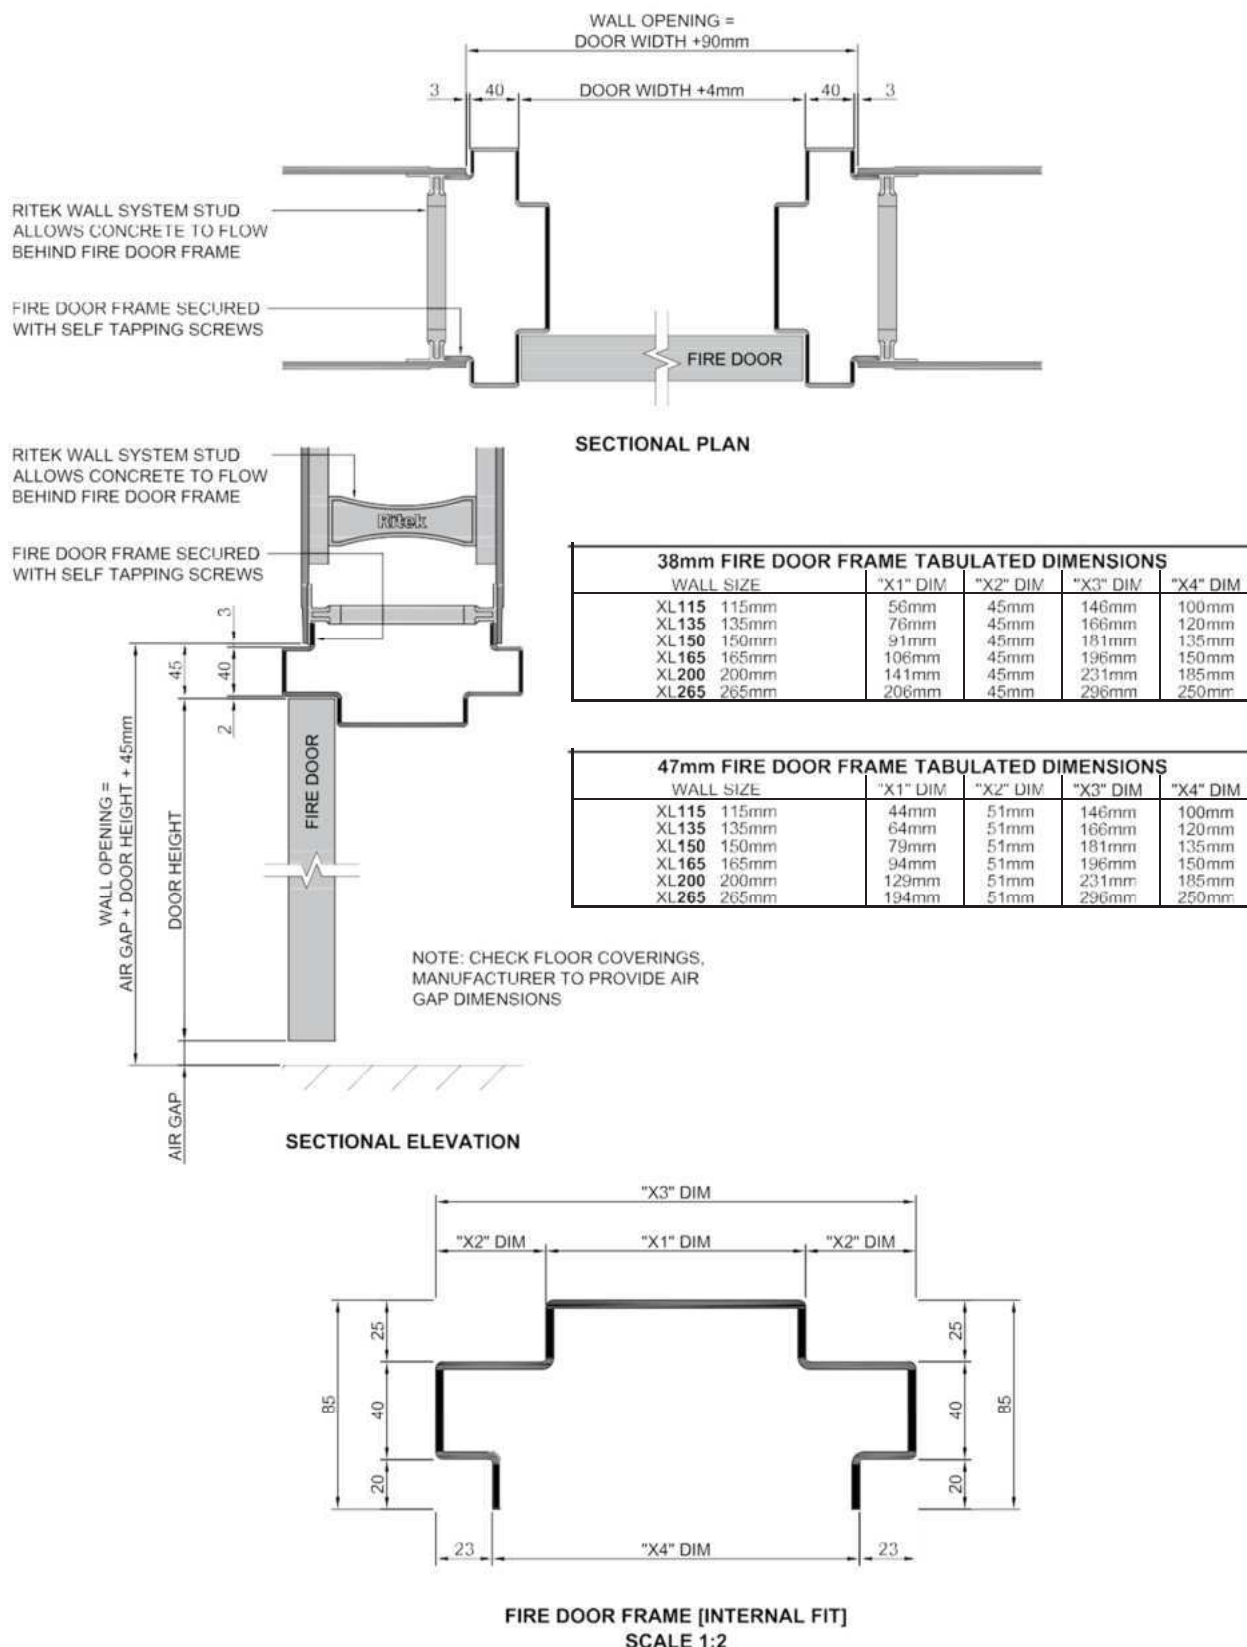 WALL OPENING =
DOOR WIDTH +90mm
3 40 DOOR WIDTH +4mm 40 3
RITEK WALL SYSTEM STUD
ALLOWS CONCRETE TO FLOW
BEHIND FIRE DOOR FRAME
FIRE DOOR FRAME SECURED
WITH SELF TAPPING SCREWS
FIRE DOOR
SECTIONAL PLAN
RITEK WALL SYSTEM STUD
ALLOWS CONCRETE TO FLOW
BEHIND FIRE DOOR FRAME
Ritek
FIRE DOOR FRAME SECURED
WITH SELF TAPPING SCREWS
3
45
40
2
WALL OPENING =
AIR GAP + DOOR HEIGHT + 45mm
DOOR HEIGHT
FIRE DOOR
AIR GAP
38mm FIRE DOOR FRAME TABULATED DIMENSIONS
WALL SIZE "X1" DIM "X2" DIM "X3" DIM "X4" DIM
XL115 115mm 56mm 45mm 146mm 100mm
XL135 135mm 76mm 45mm 166mm 120mm
XL150 150mm 91mm 45mm 181mm 135mm
XL165 165mm 106mm 45mm 196mm 150mm
XL200 200mm 141mm 45mm 231mm 185mm
XL265 265mm 206mm 45mm 296mm 250mm
47mm FIRE DOOR FRAME TABULATED DIMENSIONS
WALL SIZE "X1" DIM "X2" DIM "X3" DIM "X4" DIM
XL115 115mm 44mm 51mm 146mm 100mm
XL135 135mm 64mm 51mm 166mm 120mm
XL150 150mm 79mm 51mm 181mm 135mm
XL165 165mm 94mm 51mm 196mm 150mm
XL200 200mm 129mm 51mm 231mm 185mm
XL265 265mm 194mm 51mm 296mm 250mm
NOTE: CHECK FLOOR COVERINGS,
MANUFACTURER TO PROVIDE AIR
GAP DIMENSIONS
SECTIONAL ELEVATION
"X3" DIM
"X2" DIM "X1" DIM "X2" DIM
25 25
85 40 40 85
20 20
23 "X4" DIM 23
FIRE DOOR FRAME [INTERNAL FIT]
SCALE 1:2